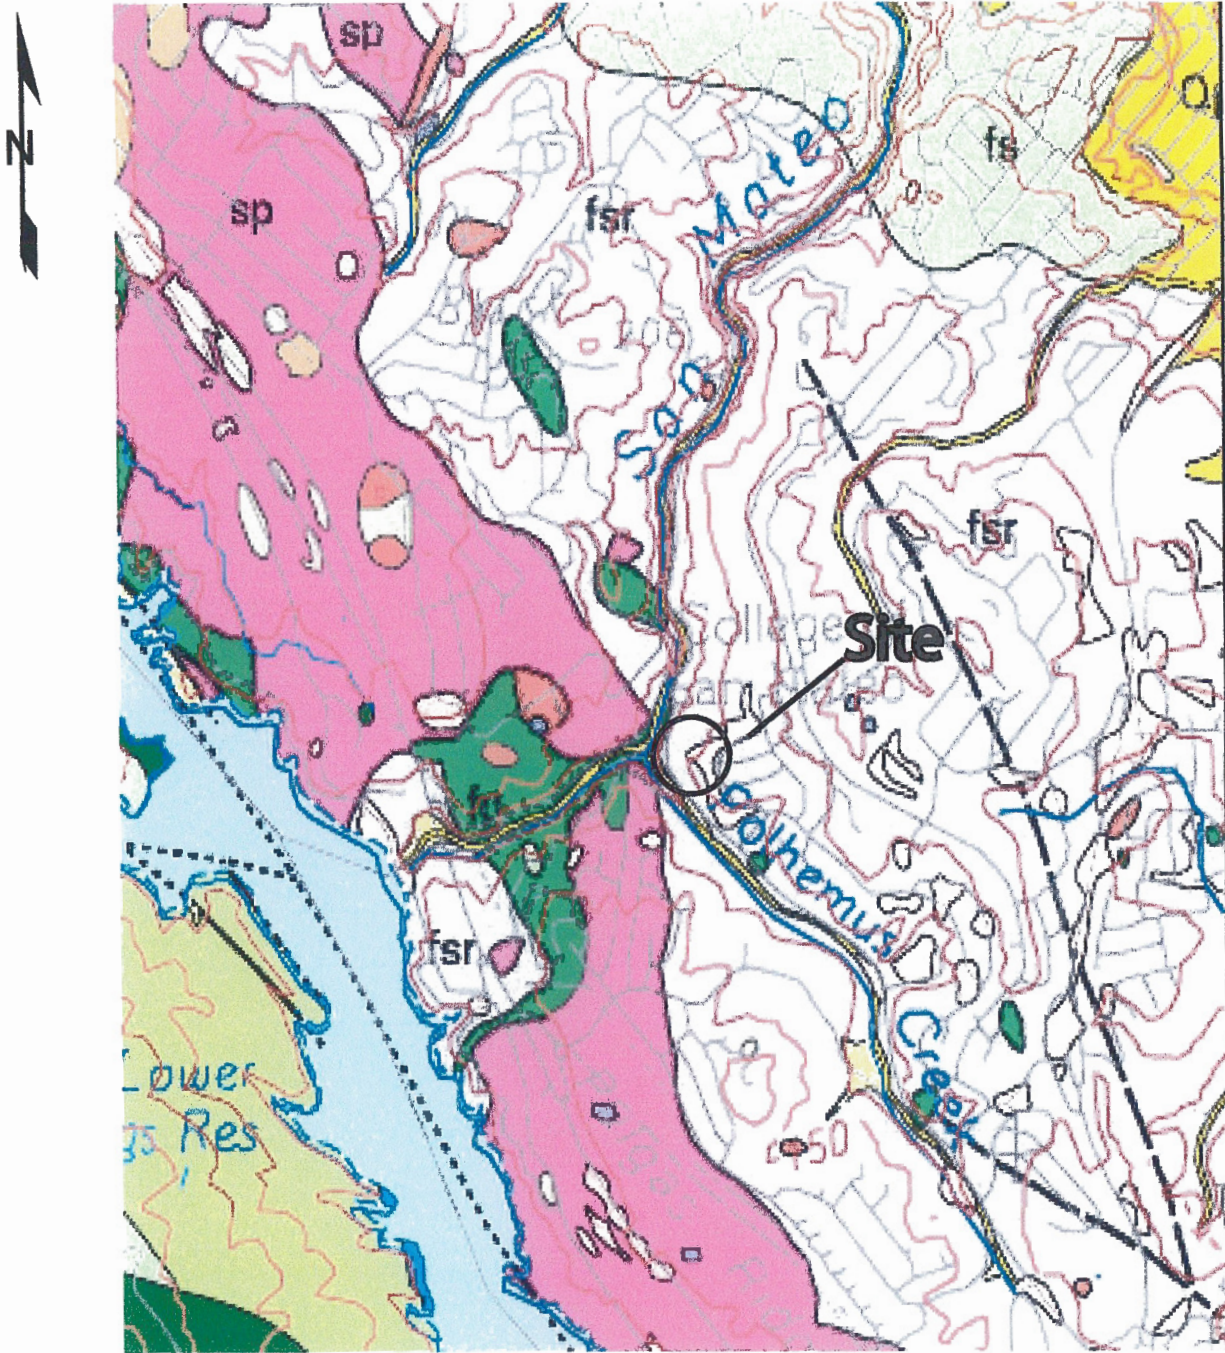 N
sp
sp
fsr
fs
San Mateo
fsr
College
Site
fsr
Polhemus
Creek
Lower
Res